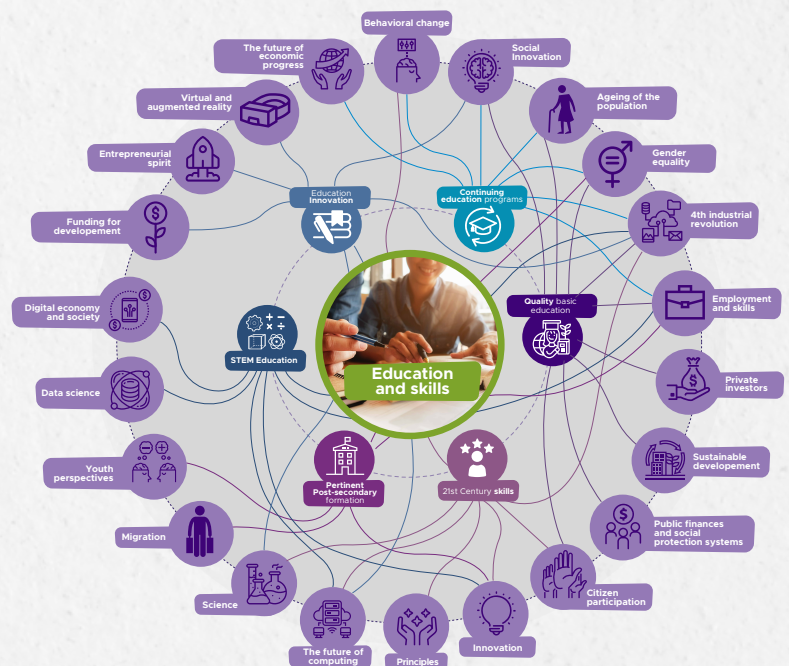 Behavioral change
The future of
economic
progress
Social
Innovation
Virtual and
augmented reality
Ageing of the
population
Entrepreneurial
spirit
Gender
equality
Education
Innovation
Continuing
education programs
Funding for
developement
4th industrial
revolution
Digital economy
and society
Quality basic
education
Employment
and skills
STEM Education
Education
and skills
Data science
Private
investors
Youth
perspectives
Pertinent
Post-secondary
formation
21st Century skills
Sustainable
developement
Migration
Public finances
and social
protection systems
Science
Citizen
participation
The future of
computing
Principles
Innovation